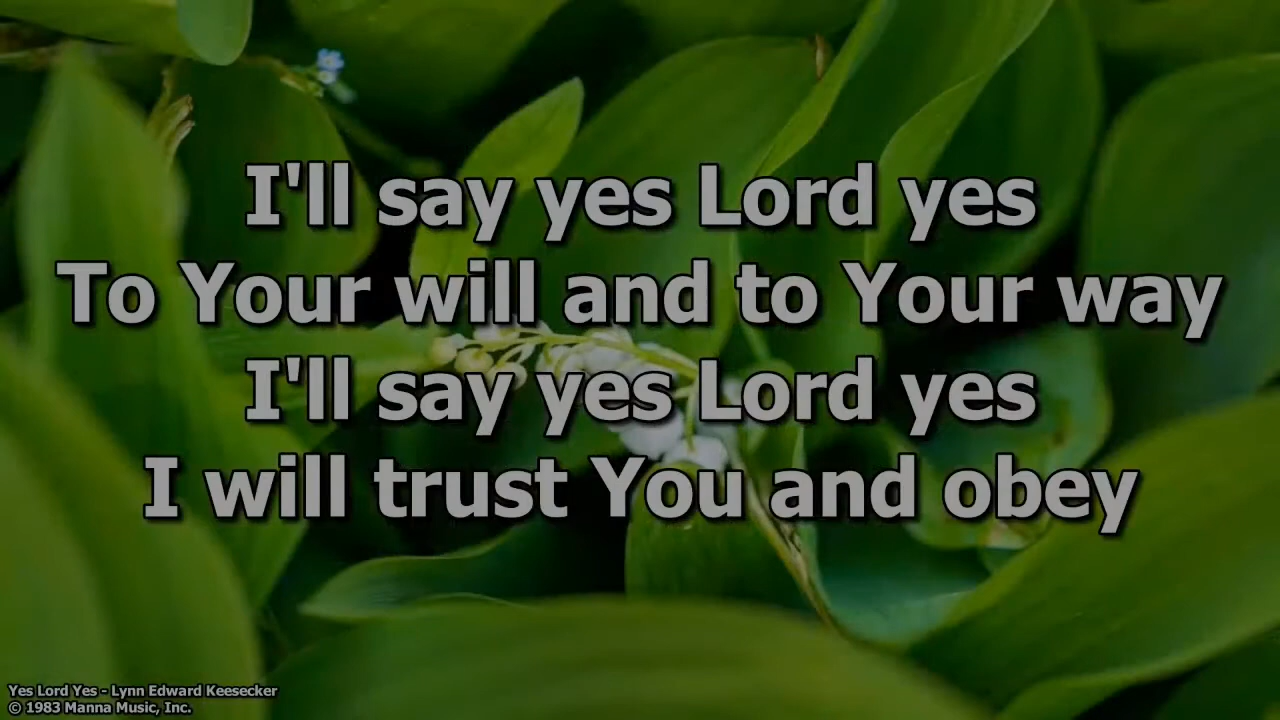 I'll say yes Lord yes
To Your will and to Your way
I'll say yes Lord yes
I will trust You and obey
Yes Lord Yes - Lynn Edward Keesecker
© 1983 Manna Music, Inc.